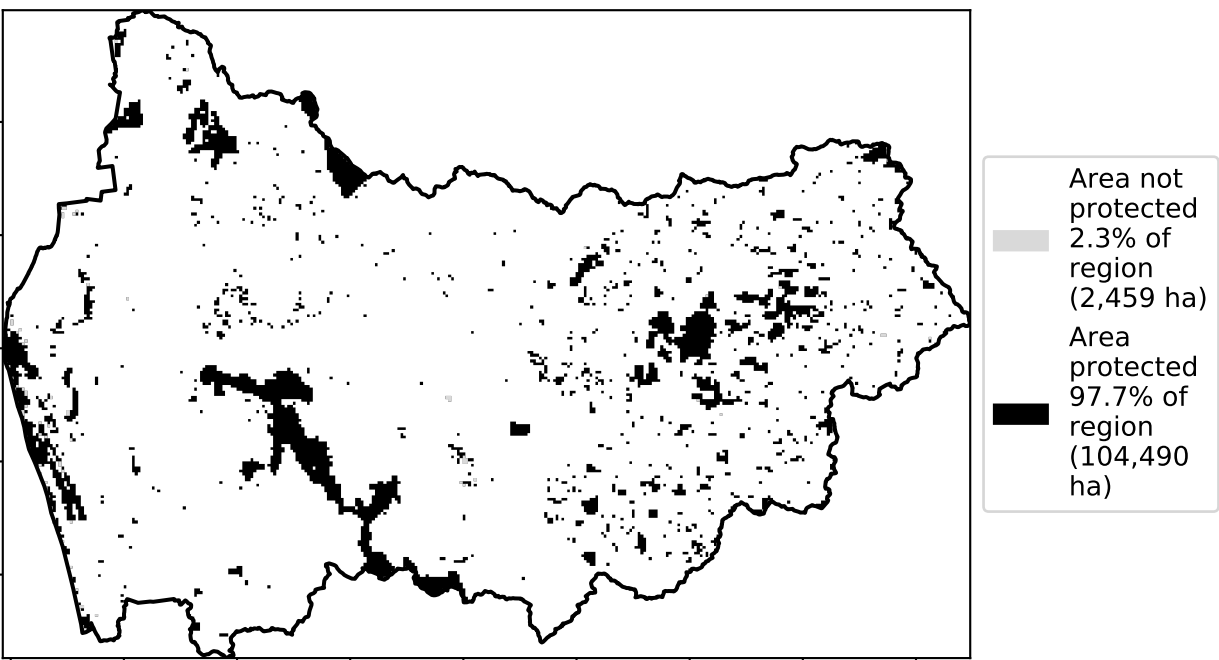 Area not
protected
2.3% of
region
(2,459 ha)
Area
protected
97.7% of
region
(104,490
ha)